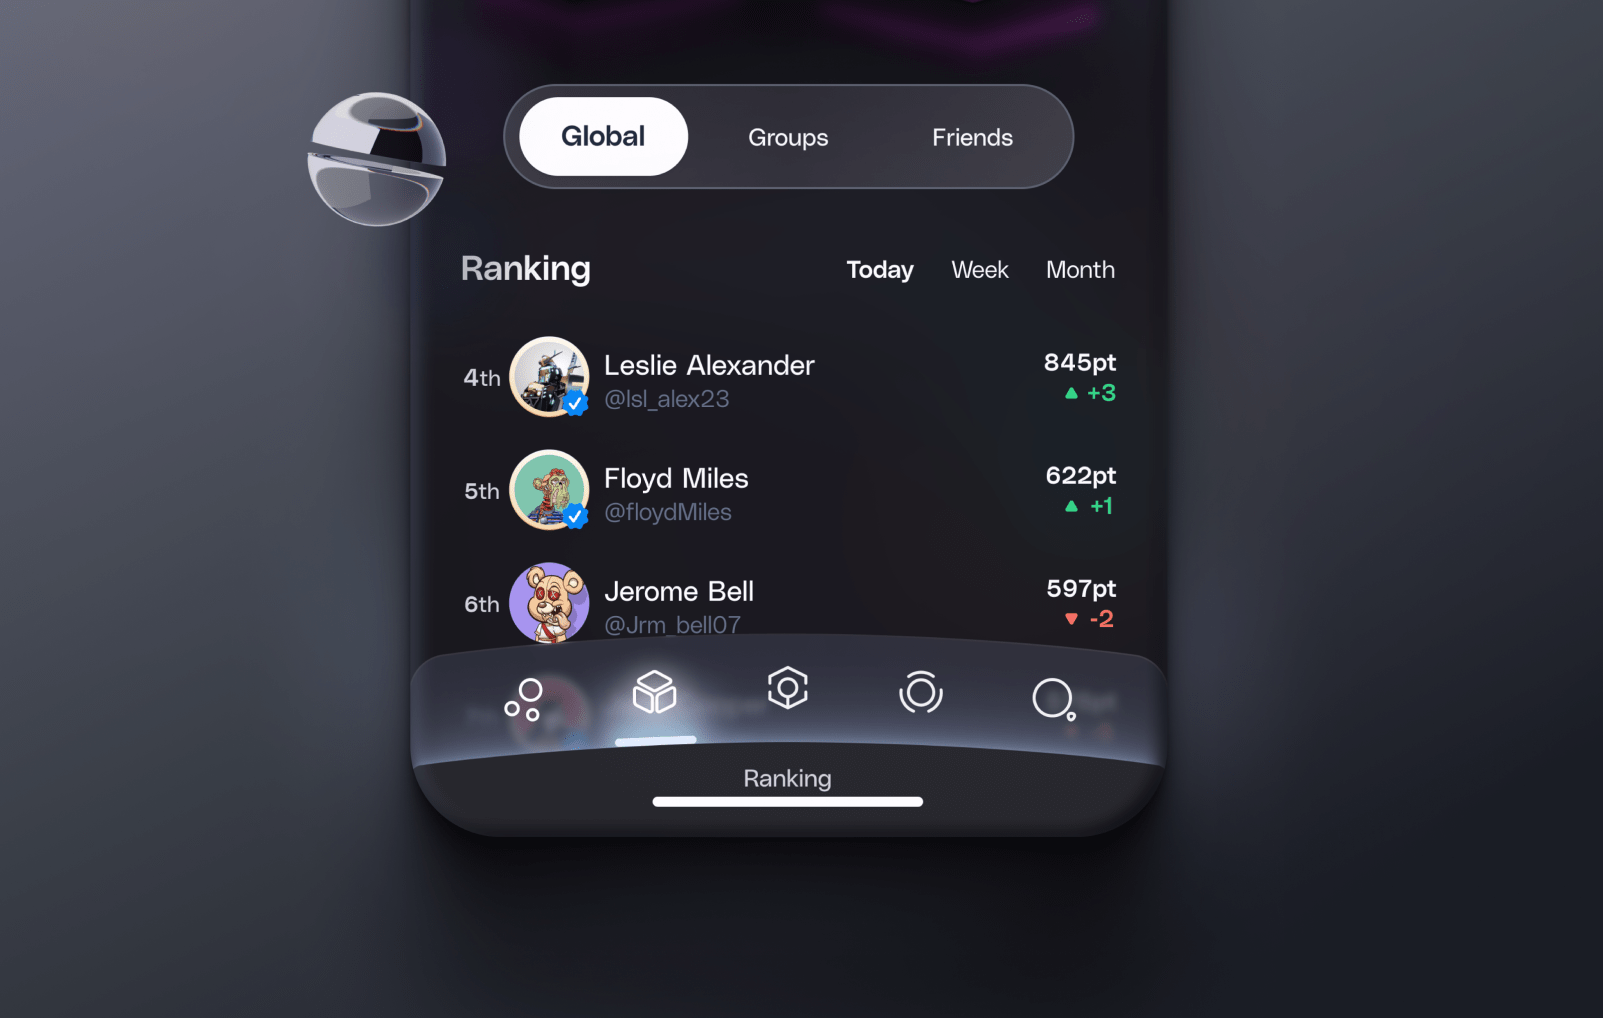 Global
Groups
Friends
Ranking
Today
Week
Month
4th
Leslie Alexander
@lsl_alex23
845pt
+3
5th
Floyd Miles
@floydMiles
622pt
+1
6th
Jerome Bell
@Jrm_bell07
597pt
-2
Ranking